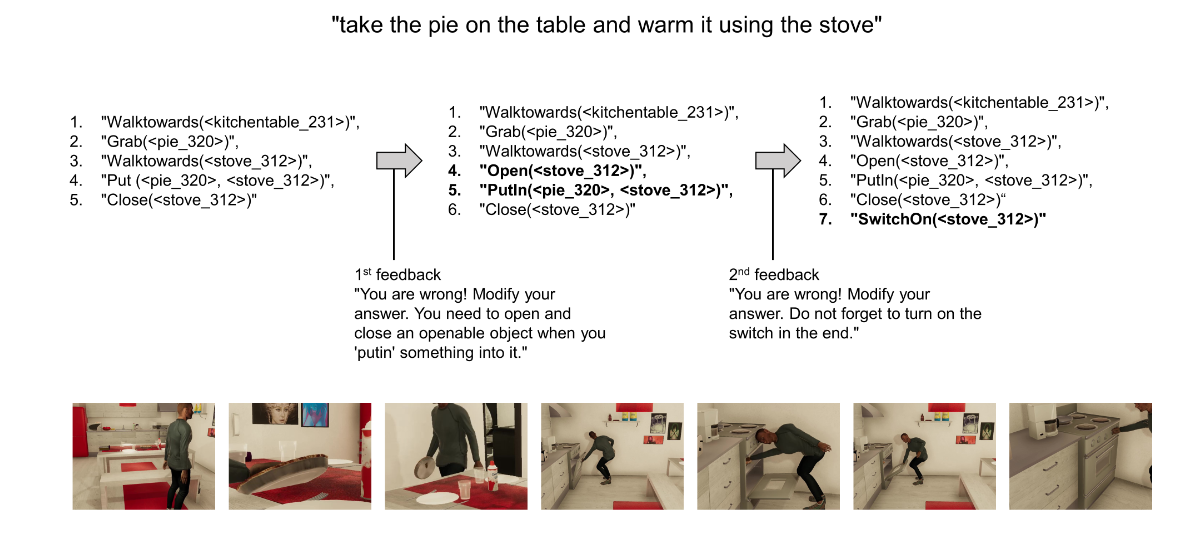 "take the pie on the table and warm it using the stove"
1. "Walktowards(<kitchentable_231>)",
2. "Grab(<pie_320>)",
3. "Walktowards(<stove_312>)",
4. "Put (<pie_320>, <stove_312>)",
5. "Close(<stove_312>)"
1. "Walktowards(<kitchentable_231>)",
2. "Grab(<pie_320>)",
3. "Walktowards(<stove_312>)",
4. "Open(<stove_312>)",
5. "PutIn(<pie_320>, <stove_312>)",
6. "Close(<stove_312>)"
1. "Walktowards(<kitchentable_231>)",
2. "Grab(<pie_320>)",
3. "Walktowards(<stove_312>)",
4. "Open(<stove_312>)",
5. "PutIn(<pie_320>, <stove_312>)",
6. "Close(<stove_312>)“
7. "SwitchOn(<stove_312>)"
1st feedback
"You are wrong! Modify your
answer. You need to open and
close an openable object when you
'putin' something into it."
2nd feedback
"You are wrong! Modify your
answer. Do not forget to turn on the
switch in the end."